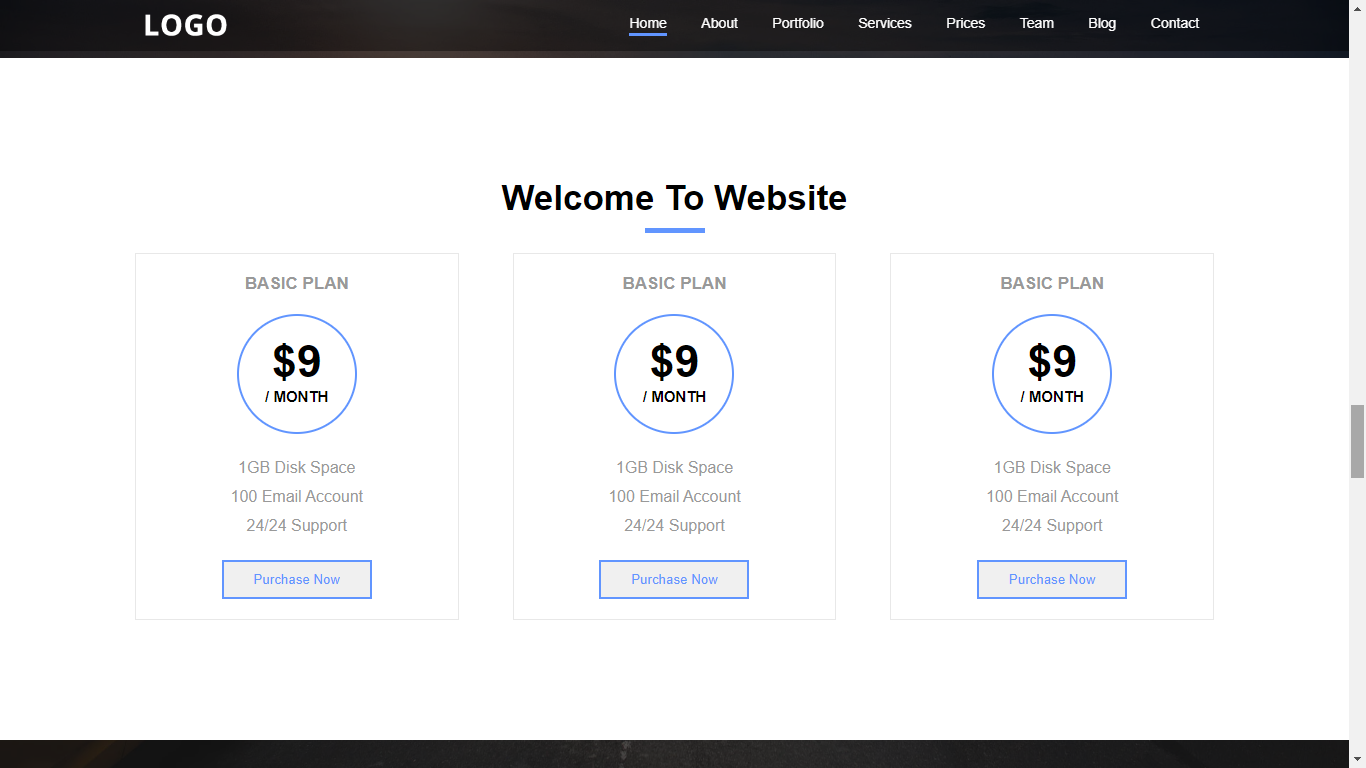 LOGO
Home About Portfolio Services Prices Team Blog Contact
Welcome To Website
BASIC PLAN
$9
/ MONTH
1GB Disk Space
100 Email Account
24/24 Support
Purchase Now
BASIC PLAN
$9
/ MONTH
1GB Disk Space
100 Email Account
24/24 Support
Purchase Now
BASIC PLAN
$9
/ MONTH
1GB Disk Space
100 Email Account
24/24 Support
Purchase Now